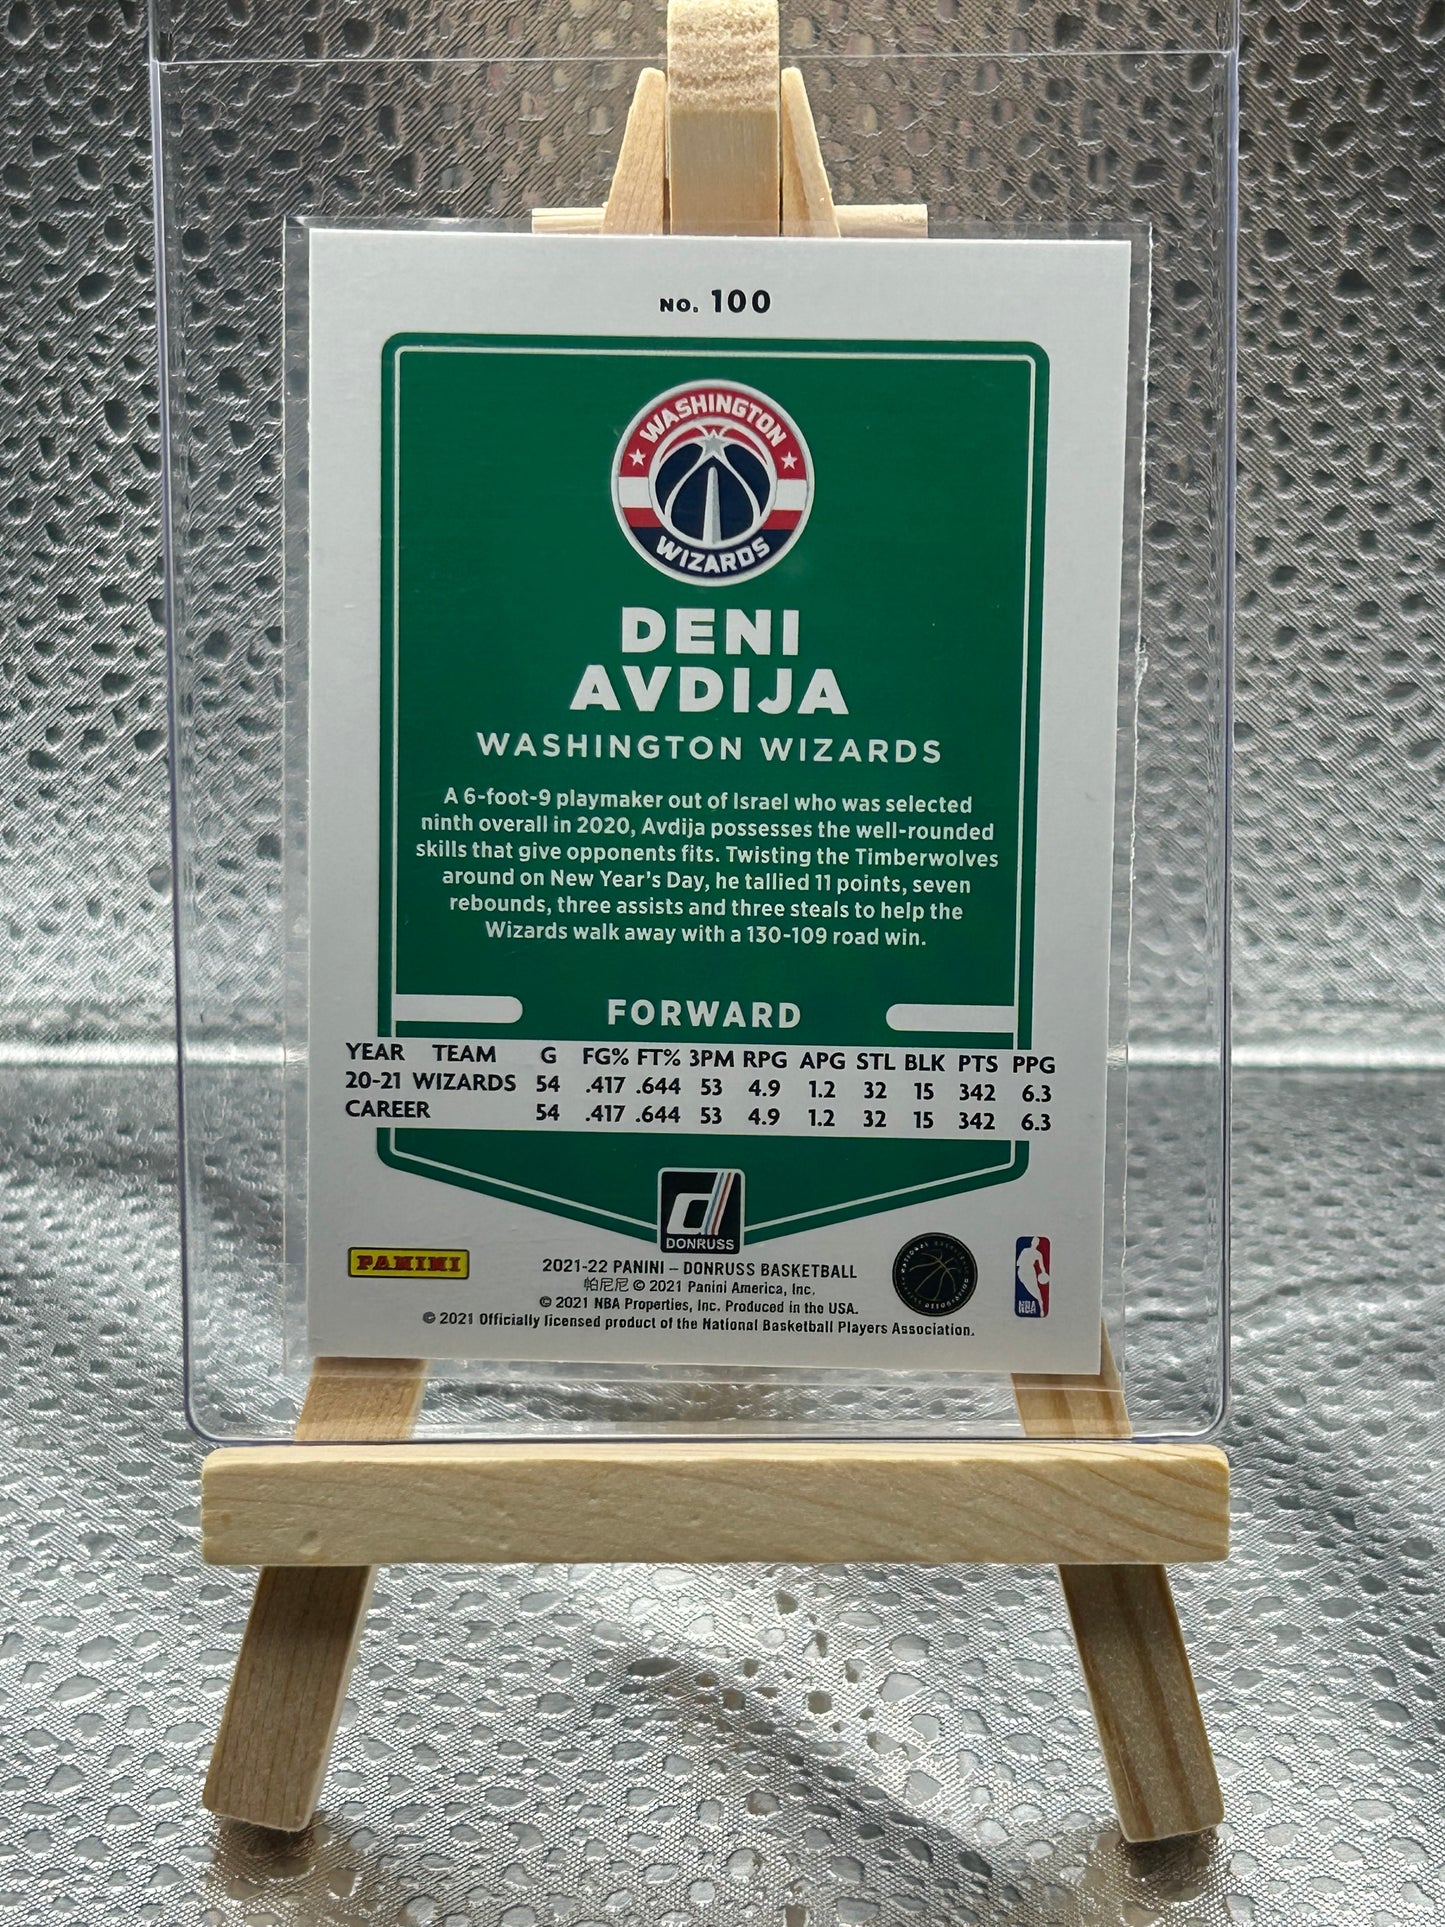 NO. 100
WASHINGTON
WIZARDS
DENI
AVDIJA
WASHINGTON WIZARDS
A 6-foot-9 playmaker out of Israel who was selected
ninth overall in 2020, Avdija possesses the well-rounded
skills that give opponents fits. Twisting the Timberwolves
around on New Year's Day, he tallied 11 points, seven
rebounds, three assists and three steals to help the
Wizards walk away with a 130-109 road win.
FORWARD
YEAR TEAM G FG% FT% 3PM RPG APG STL BLK PTS PPG
20-21 WIZARDS 54 .417 .644 53 4.9 1.2 32 15 342 6.3
CAREER 54 .417 .644 53 4.9 1.2 32 15 342 6.3
d
DONRUSS
PANINI
2021-22 PANINI – DONRUSS BASKETBALL
帕尼尼 © 2021 Panini America, Inc.
© 2021 NBA Properties, Inc. Produced in the USA.
© 2021 Officially licensed product of the National Basketball Players Association.
NBA